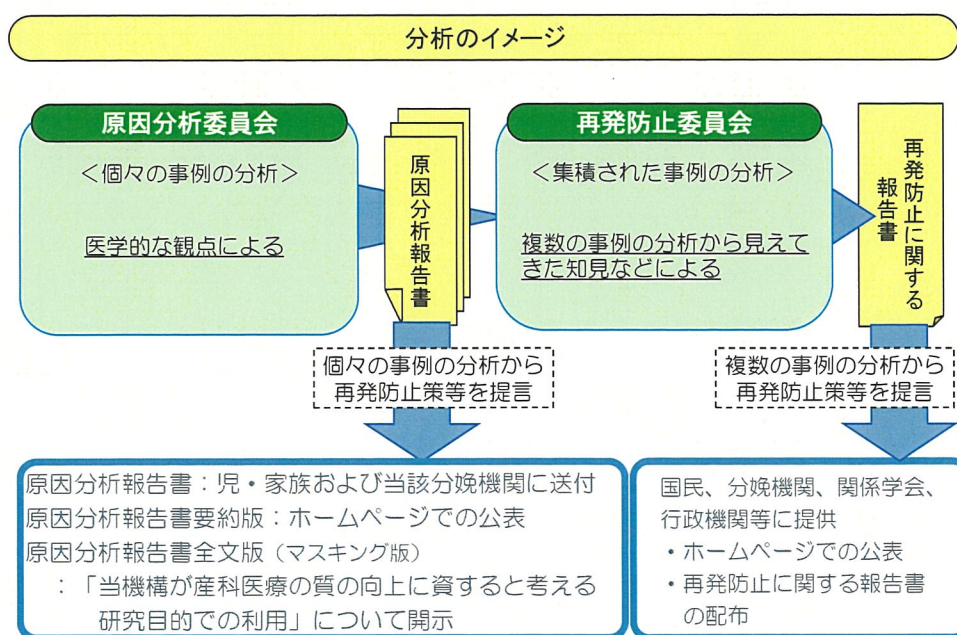 分析のイメージ
原因分析委員会
＜個々の事例の分析＞
医学的な観点による
原因分析報告書
再発防止委員会
＜集積された事例の分析＞
複数の事例の分析から見えて
きた知見などによる
再発防止に関する
報告書
個々の事例の分析から
再発防止策等を提言
複数の事例の分析から
再発防止策等を提言
原因分析報告書：児・家族および当該分娩機関に送付
原因分析報告書要約版：ホームページでの公表
原因分析報告書全文版（マスキング版）
：「当機構が産科医療の質の向上に資すると考える
研究目的での利用」について開示
国民、分娩機関、関係学会、
行政機関等に提供
・ホームページでの公表
・再発防止に関する報告書
の配布